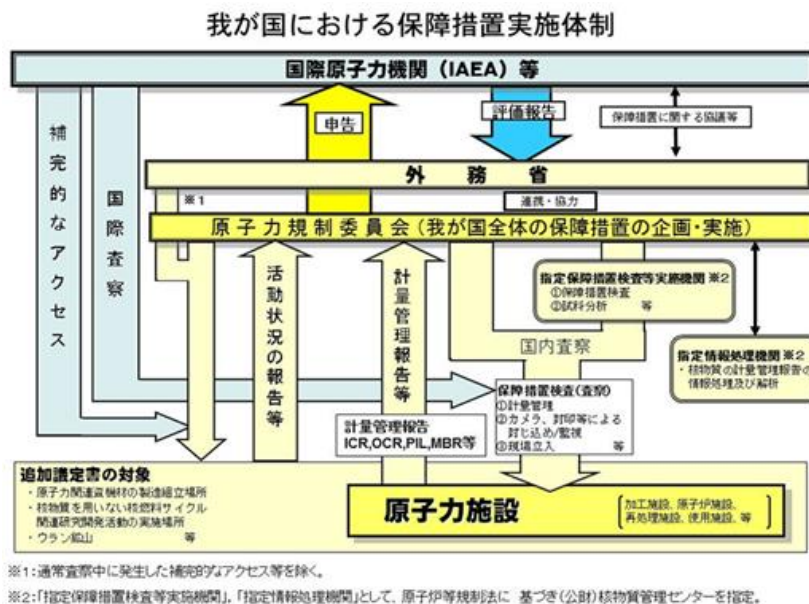 我が国における保障措置実施体制
国際原子力機関（IAEA）等
補完的なアクセス
国際査察
申告
評価報告
保障措置に関する協議等
外務省
※1
連携・協力
原子力規制委員会（我が国全体の保障措置の企画・実施）
活動状況の報告等
計量管理報告等
指定保障措置検査等実施機関 ※2
①保障措置検査
②試料分析　等
国内査察
指定情報処理機関 ※2
・核物質の計量管理報告の
情報処理及び解析
保障措置検査(査察)
①計量管理
②カメラ、封印等による
封じ込め/監視
③現場立入　等
計量管理報告
ICR,OCR,PIL,MBR等
追加議定書の対象
・原子力関連資機材の製造組立場所
・核物質を用いない核燃料サイクル
関連研究開発活動の実施場所
・ウラン鉱山　等
原子力施設
加工施設、原子炉施設、
再処理施設、使用施設、等
※1:通常査察中に発生した補完的なアクセス等を除く。
※2:「指定保障措置検査等実施機関」、「指定情報処理機関」として、原子炉等規制法に 基づき(公財)核物質管理センターを指定。